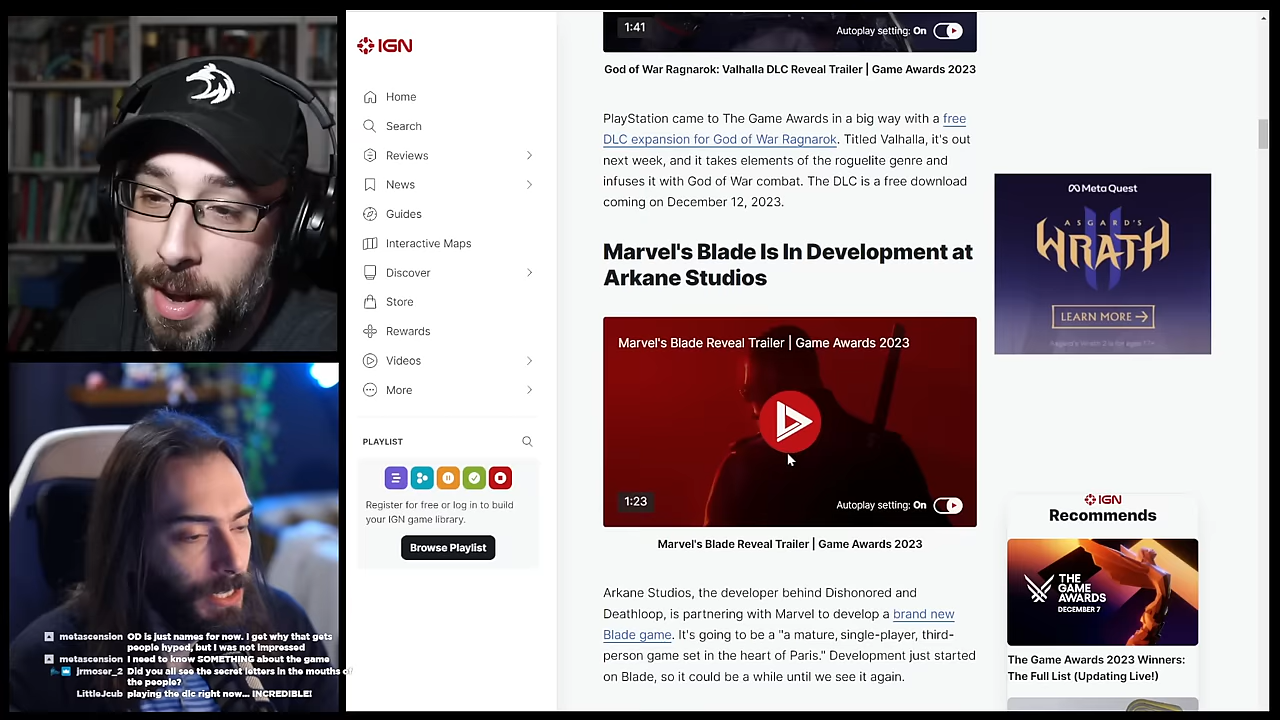 IGN
Home
Search
Reviews
News
Guides
Interactive Maps
Discover
Store
Rewards
Videos
More
PLAYLIST
Register for free or log in to build
your IGN game library.
Browse Playlist
1:41
Autoplay setting: On
God of War Ragnarok: Valhalla DLC Reveal Trailer | Game Awards 2023
PlayStation came to The Game Awards in a big way with a free
DLC expansion for God of War Ragnarok. Titled Valhalla, it's out
next week, and it takes elements of the roguelite genre and
infuses it with God of War combat. The DLC is a free download
coming on December 12, 2023.
Marvel's Blade Is In Development at
Arkane Studios
Marvel's Blade Reveal Trailer | Game Awards 2023
1:23
Autoplay setting: On
Marvel's Blade Reveal Trailer | Game Awards 2023
Arkane Studios, the developer behind Dishonored and
Deathloop, is partnering with Marvel to develop a brand new
Blade game. It's going to be a "a mature, single-player, third-
person game set in the heart of Paris." Development just started
on Blade, so it could be a while until we see it again.
Meta Quest
ASGARD'S
WRATH
II
LEARN MORE
IGN
Recommends
THE
GAME
AWARDS
DECEMBER 7
The Game Awards 2023 Winners:
The Full List (Updating Live!)
metascension OD is just names for now. I get why that gets
people hyped, but I was not impressed
metascension I need to know SOMETHING about the game
jrmoser_2 Did you all see the secret letters in the mouths of
the people?
LittleJcub playing the dlc right now... INCREDIBLE!